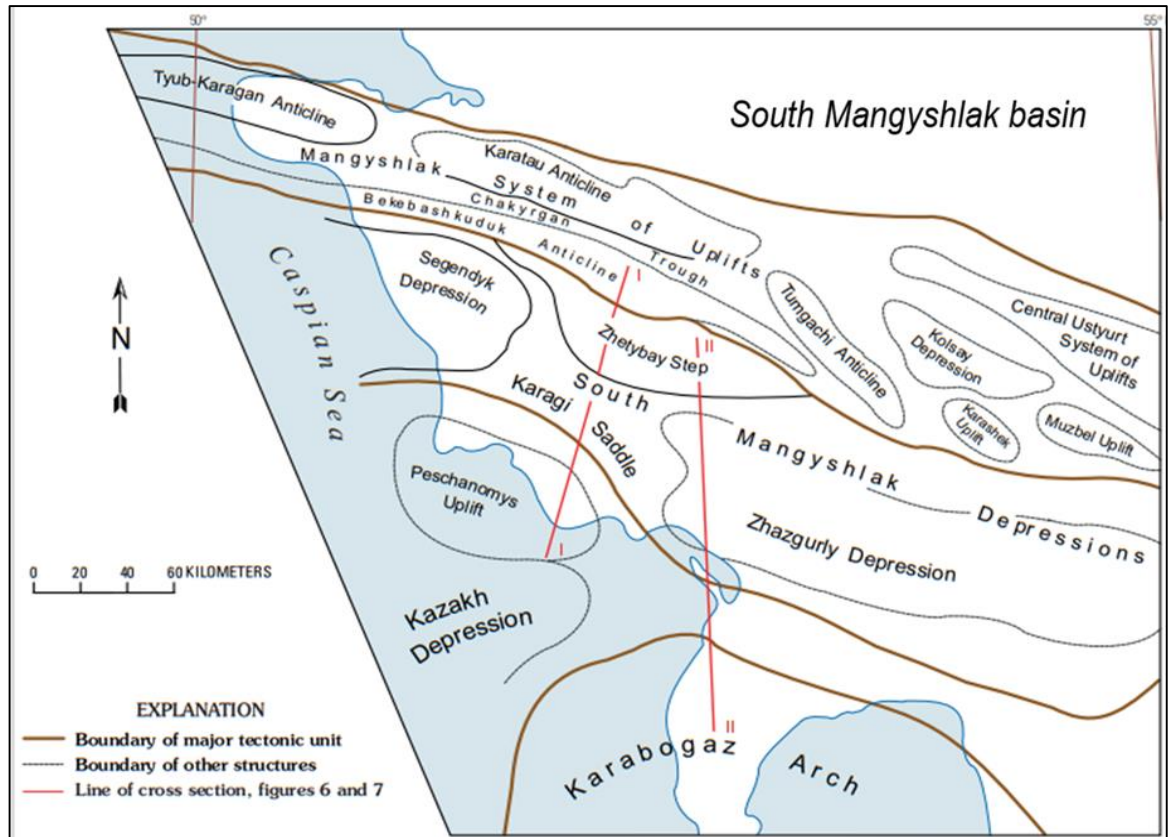 50°
55°
South Mangyshlak basin
Tyub-Karagan Anticline
Mangyshlak System of Uplifts
Karatau Anticline
Chakyrgan Trough
Bekebashkuduk Anticline
Segendyk
Depression
Caspian Sea
N
I
II
Zhetybay Step
Tumgachi Anticline
Kolsay
Depression
Central Ustyurt
System of
Uplifts
Karashek
Uplift
Muzbel Uplift
South Mangyshlak Depressions
Karagi
Saddle
Peschanomys
Uplift
I
Zhazgurly Depression
0 20 40 60 KILOMETERS
Kazakh
Depression
II
Karabogaz Arch
EXPLANATION
Boundary of major tectonic unit
Boundary of other structures
Line of cross section, figures 6 and 7